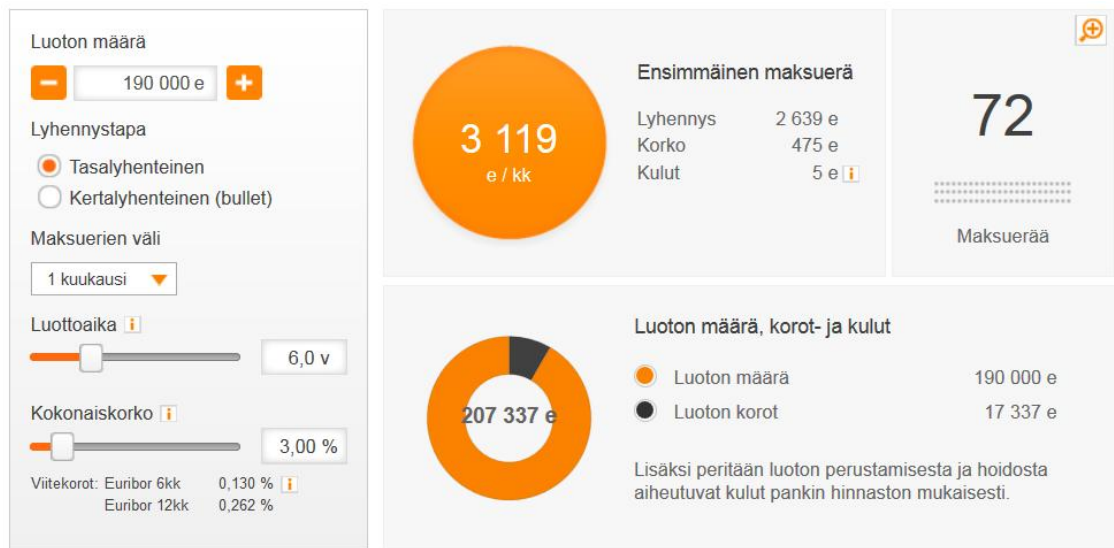 Luoton määrä
190 000 e
Lyhennystapa
Tasalyhenteinen
Kertalyhenteinen (bullet)
Maksuerien väli
1 kuukausi
Luottoaika
6,0 v
Kokonaiskorko
3,00 %
Viitekorot: Euribor 6kk 0,130 %
Euribor 12kk 0,262 %
3 119
e / kk
Ensimmäinen maksuerä
Lyhennys 2 639 e
Korko 475 e
Kulut 5 e
72
Maksuerää
207 337 e
Luoton määrä, korot- ja kulut
Luoton määrä 190 000 e
Luoton korot 17 337 e
Lisäksi peritään luoton perustamisesta ja hoidosta
aiheutuvat kulut pankin hinnaston mukaisesti.